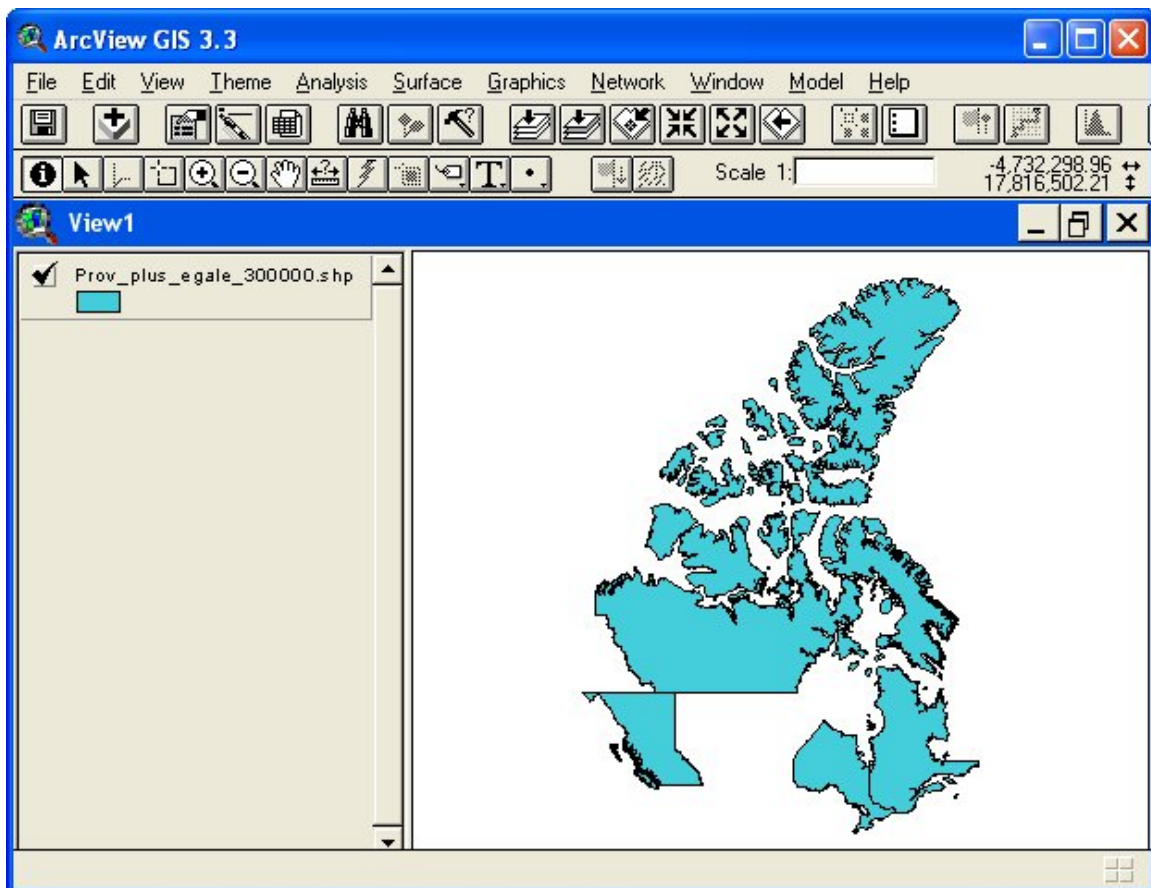 ArcView GIS 3.3
File Edit View Theme Analysis Surface Graphics Network Window Model Help
T
Scale 1:
-4,732,298.96
17,816,502.21
View1
Prov_plus_egale_300000.shp